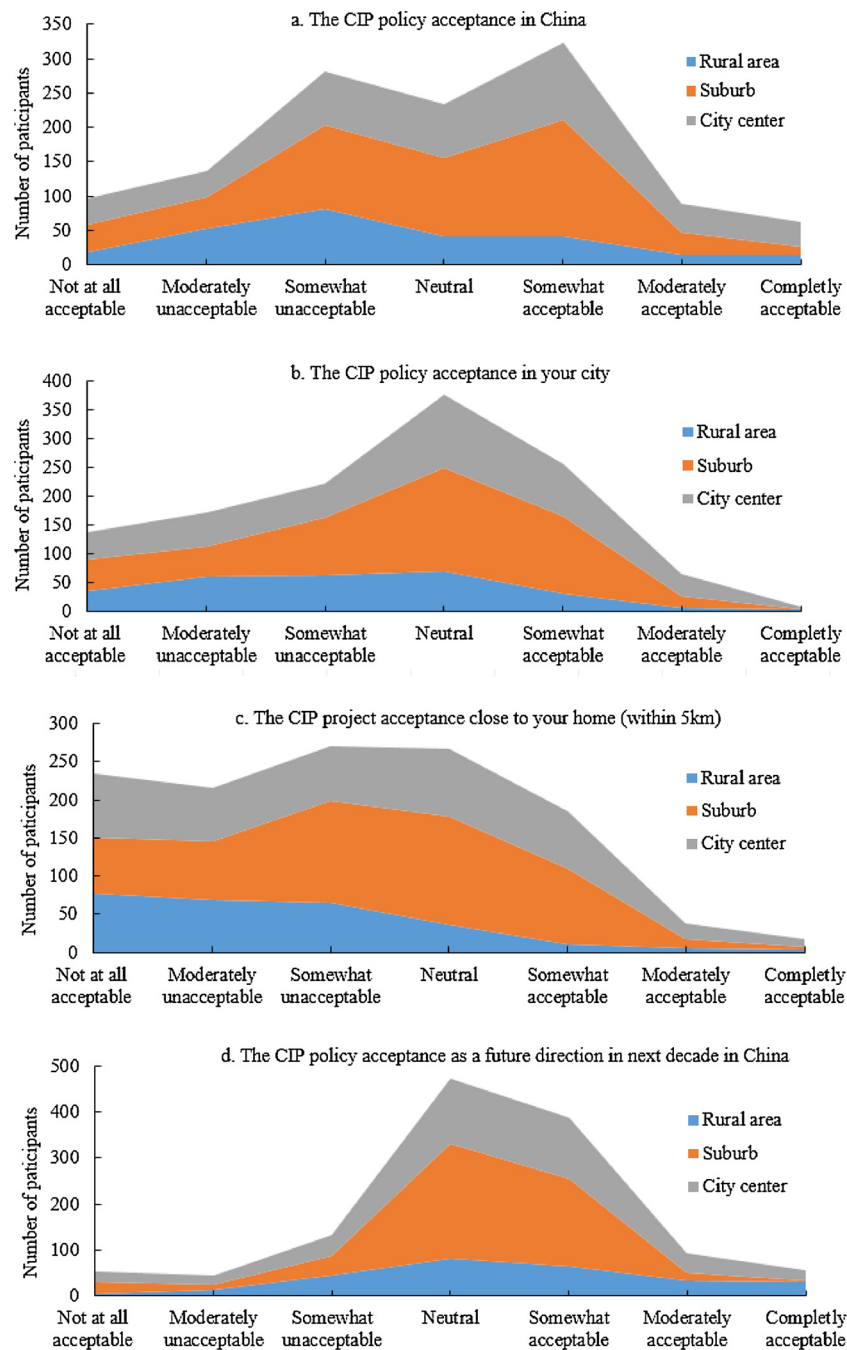 a. The CIP policy acceptance in China
Number of paticipants
350
300
250
200
150
100
50
0
Rural area
Suburb
City center
Not at all acceptable
Moderately unacceptable
Somewhat unacceptable
Neutral
Somewhat acceptable
Moderately acceptable
Completly acceptable
b. The CIP policy acceptance in your city
Number of paticipants
400
350
300
250
200
150
100
50
0
Rural area
Suburb
City center
Not at all acceptable
Moderately unacceptable
Somewhat unacceptable
Neutral
Somewhat acceptable
Moderately acceptable
Completly acceptable
c. The CIP project acceptance close to your home (within 5km)
Number of paticipants
300
250
200
150
100
50
0
Rural area
Suburb
City center
Not at all acceptable
Moderately unacceptable
Somewhat unacceptable
Neutral
Somewhat acceptable
Moderately acceptable
Completly acceptable
d. The CIP policy acceptance as a future direction in next decade in China
Number of paticipants
500
400
300
200
100
0
Rural area
Suburb
City center
Not at all acceptable
Moderately unacceptable
Somewhat unacceptable
Neutral
Somewhat acceptable
Moderately acceptable
Completly acceptable